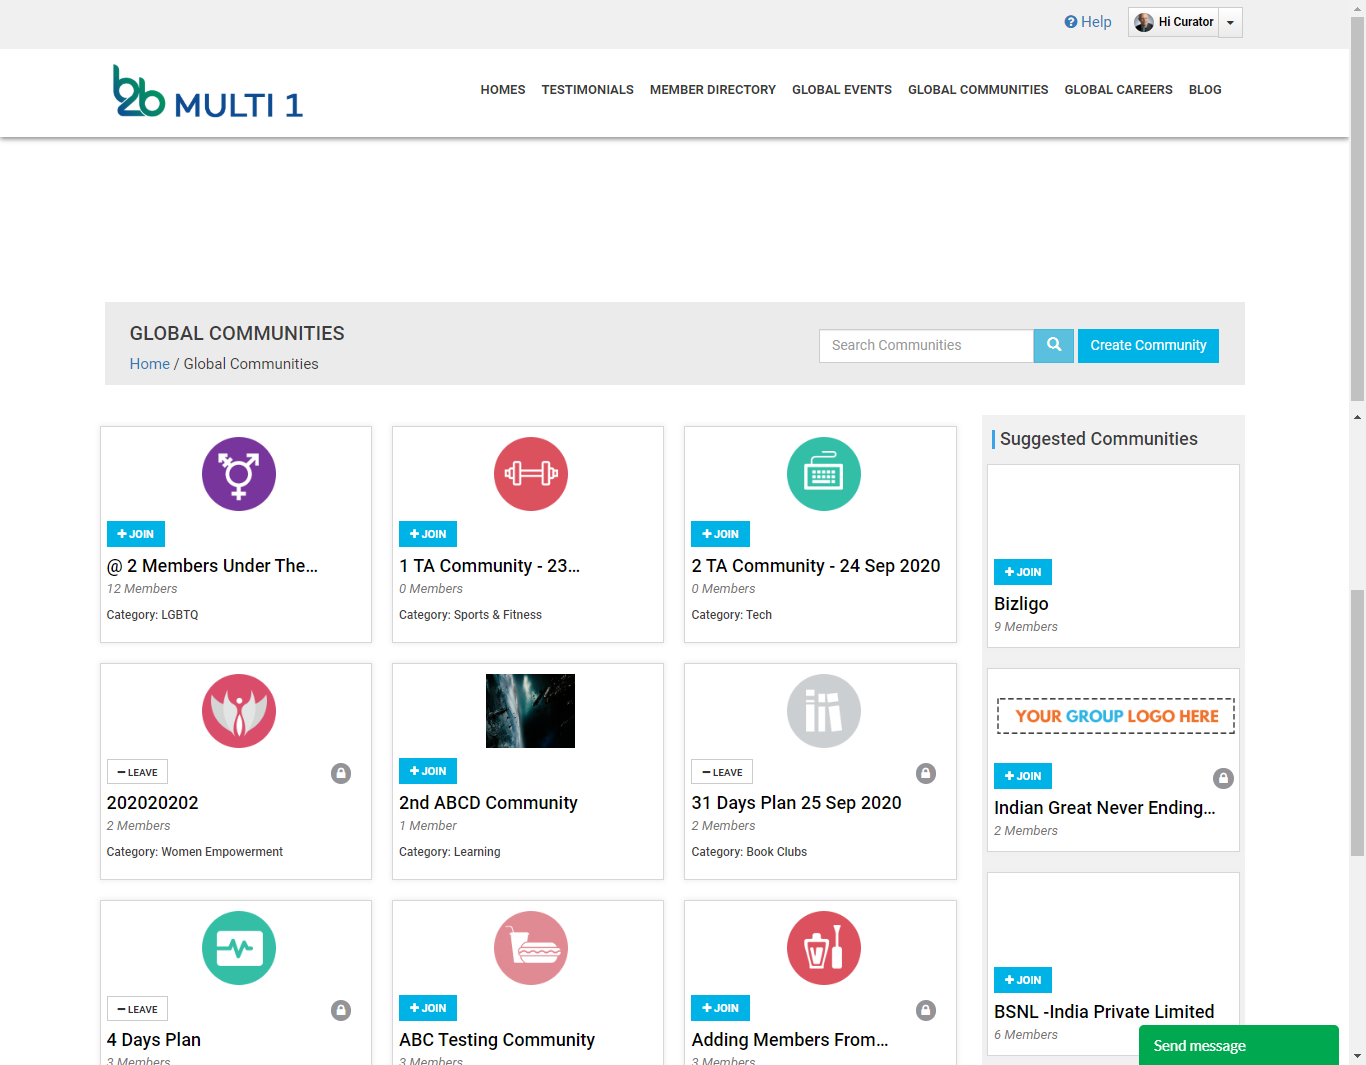 Help
Hi Curator
b2b MULTI 1
HOMES TESTIMONIALS MEMBER DIRECTORY GLOBAL EVENTS GLOBAL COMMUNITIES GLOBAL CAREERS BLOG
GLOBAL COMMUNITIES
Home / Global Communities
Search Communities
Create Community
JOIN
@ 2 Members Under The...
12 Members
Category: LGBTQ
JOIN
1 TA Community - 23...
0 Members
Category: Sports & Fitness
JOIN
2 TA Community - 24 Sep 2020
0 Members
Category: Tech
LEAVE
202020202
2 Members
Category: Women Empowerment
JOIN
2nd ABCD Community
1 Member
Category: Learning
LEAVE
31 Days Plan 25 Sep 2020
2 Members
Category: Book Clubs
LEAVE
4 Days Plan
3 Members
JOIN
ABC Testing Community
3 Members
JOIN
Adding Members From...
3 Members
Suggested Communities
JOIN
Bizligo
9 Members
YOUR GROUP LOGO HERE
JOIN
Indian Great Never Ending...
2 Members
JOIN
BSNL -India Private Limited
6 Members
Send message